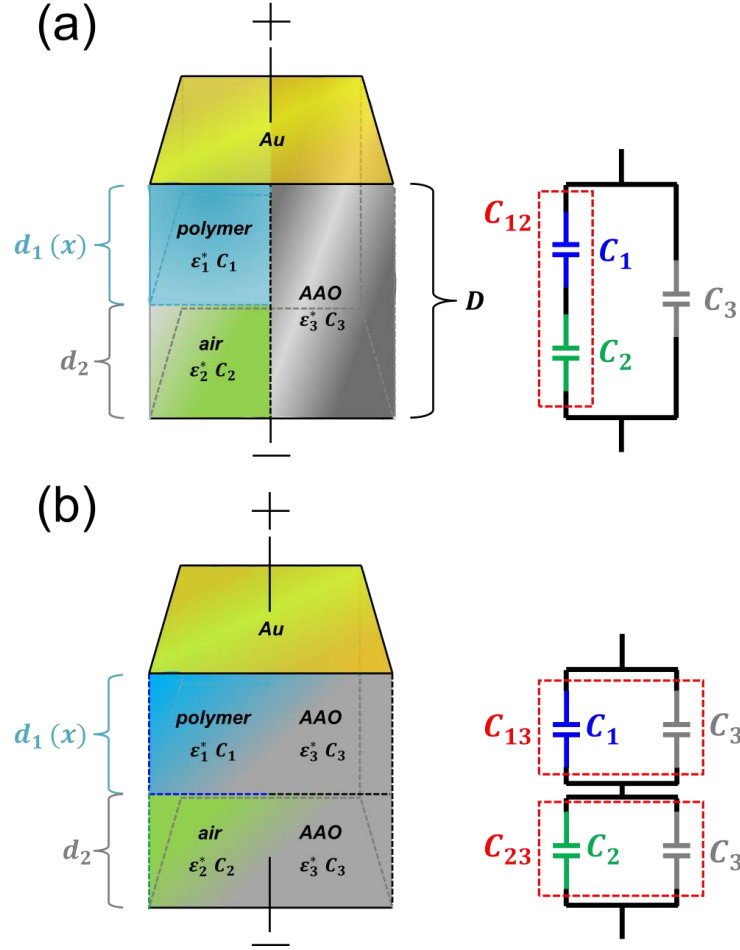 (a)
+
Au
d₁ (x)
polymer
ε₁* C₁
AAO
ε₃* C₃
D
air
ε₂* C₂
d₂
−
C₁₂
C₁
C₂
C₃
(b)
+
Au
d₁ (x)
polymer
ε₁* C₁
AAO
ε₃* C₃
d₂
air
ε₂* C₂
AAO
ε₃* C₃
−
C₁₃
C₁
C₃
C₂₃
C₂
C₃